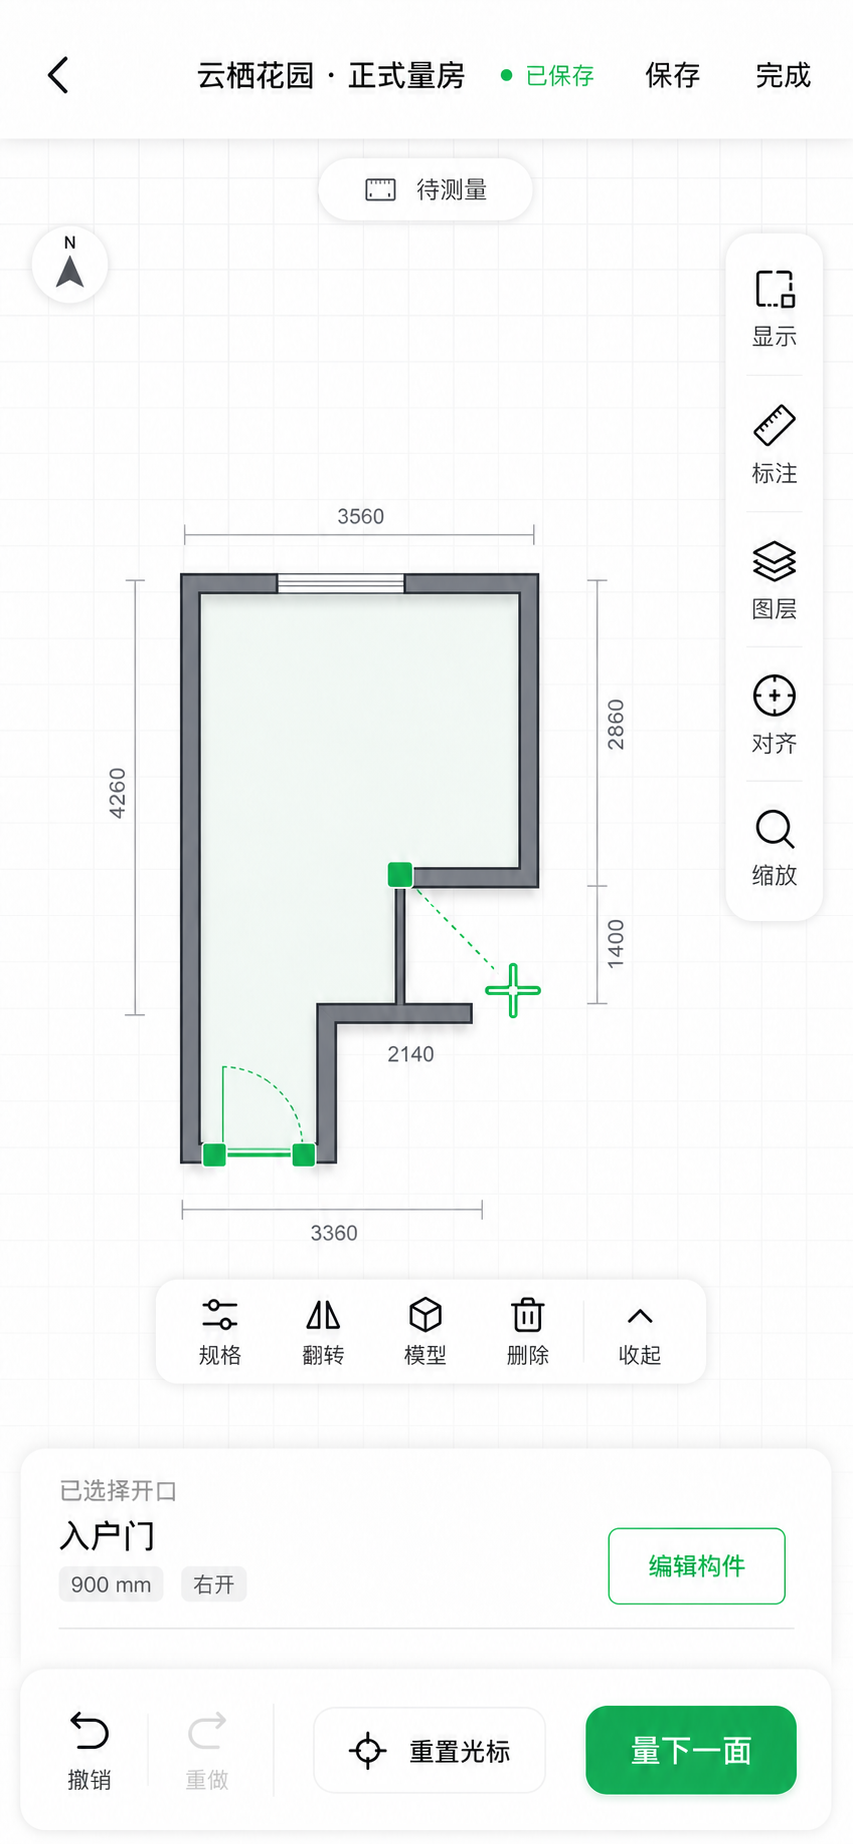 云栖花园 · 正式量房
已保存
保存
完成
待测量
N
显示
标注
图层
对齐
缩放
3560
4260
2860
1400
2140
3360
规格
翻转
模型
删除
收起
已选择开口
入户门
900 mm
右开
编辑构件
撤销
重做
重置光标
量下一面